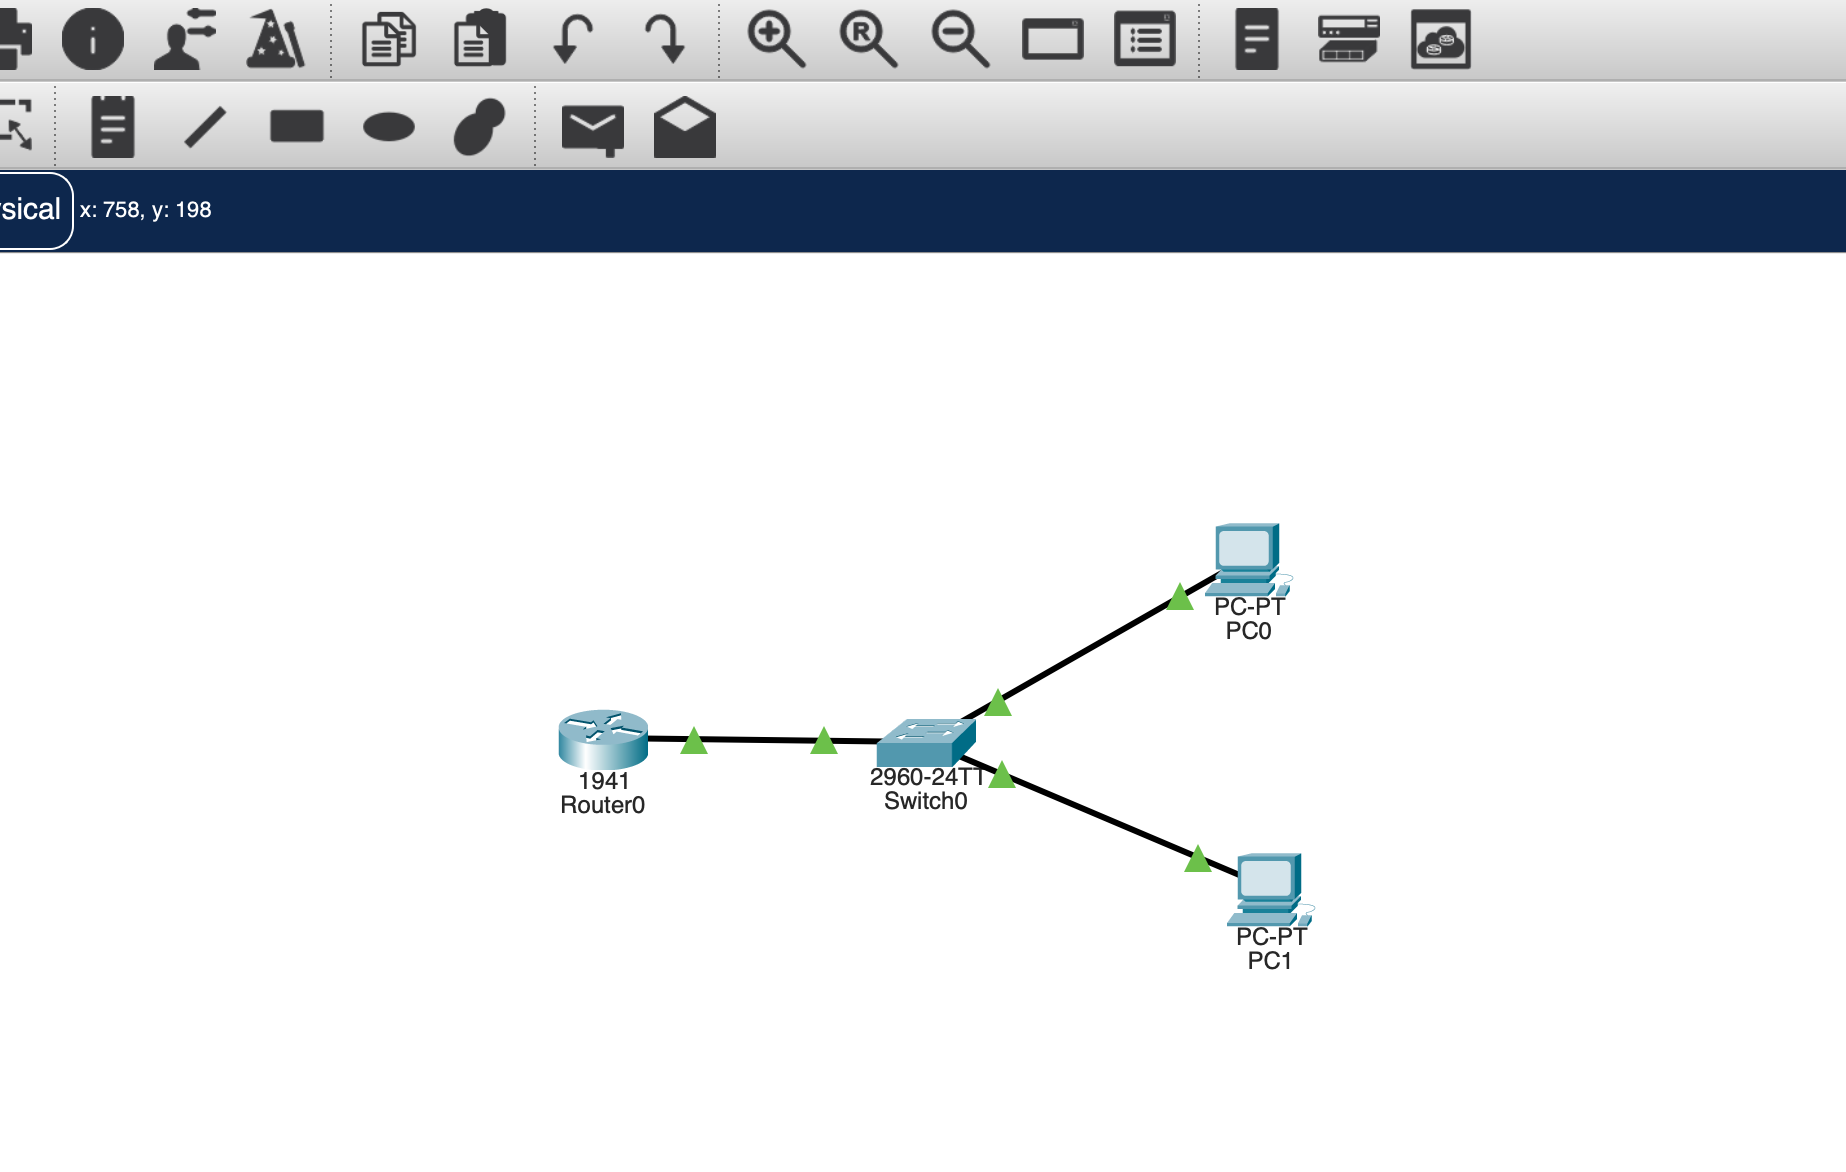 sical
x: 758, y: 198
R
PC-PT
PC0
1941
Router0
2960-24TT
Switch0
PC-PT
PC1